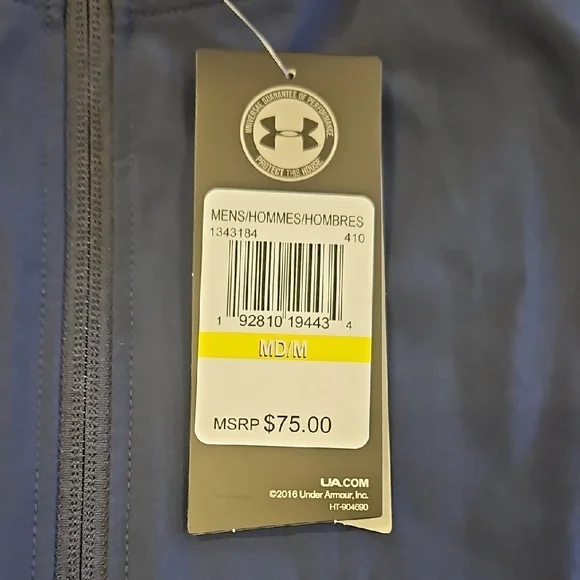 UNIVERSAL GUARANTEE OF PERFORMANCE
PROTECT THIS HOUSE
MENS/HOMMES/HOMBRES
1343184 410
1 92810 19443 4
MD/M
MSRP $75.00
UA.COM
©2016 Under Armour, Inc.
HT-904690